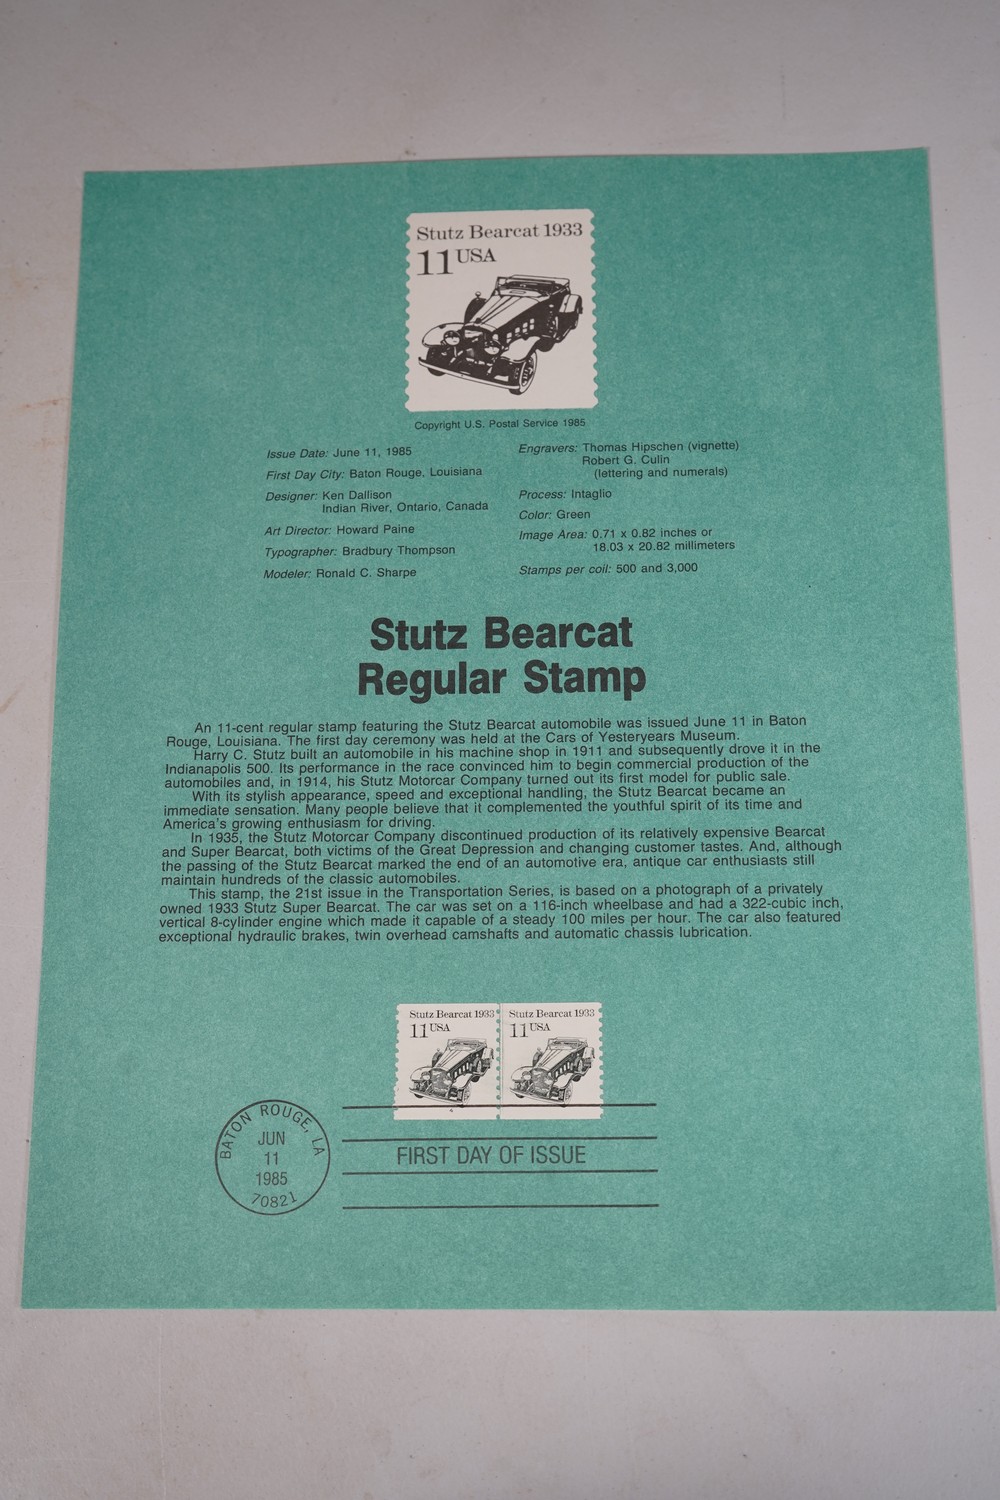 Stutz Bearcat 1933
11 USA
Copyright U.S. Postal Service 1985
Issue Date: June 11, 1985
First Day City: Baton Rouge, Louisiana
Designer: Ken Dallison
Indian River, Ontario, Canada
Art Director: Howard Paine
Typographer: Bradbury Thompson
Modeler: Ronald C. Sharpe
Engravers: Thomas Hipschen (vignette)
Robert G. Culin
(lettering and numerals)
Process: Intaglio
Color: Green
Image Area: 0.71 x 0.82 inches or
18.03 x 20.82 millimeters
Stamps per coil: 500 and 3,000
Stutz Bearcat
Regular Stamp
An 11-cent regular stamp featuring the Stutz Bearcat automobile was issued June 11 in Baton
Rouge, Louisiana. The first day ceremony was held at the Cars of Yesteryears Museum.
Harry C. Stutz built an automobile in his machine shop in 1911 and subsequently drove it in the
Indianapolis 500. Its performance in the race convinced him to begin commercial production of the
automobiles and, in 1914, his Stutz Motorcar Company turned out its first model for public sale.
With its stylish appearance, speed and exceptional handling, the Stutz Bearcat became an
immediate sensation. Many people believe that it complemented the youthful spirit of its time and
America's growing enthusiasm for driving.
In 1935, the Stutz Motorcar Company discontinued production of its relatively expensive Bearcat
and Super Bearcat, both victims of the Great Depression and changing customer tastes. And, although
the passing of the Stutz Bearcat marked the end of an automotive era, antique car enthusiasts still
maintain hundreds of the classic automobiles.
This stamp, the 21st issue in the Transportation Series, is based on a photograph of a privately
owned 1933 Stutz Super Bearcat. The car was set on a 116-inch wheelbase and had a 322-cubic inch,
vertical 8-cylinder engine which made it capable of a steady 100 miles per hour. The car also featured
exceptional hydraulic brakes, twin overhead camshafts and automatic chassis lubrication.
Stutz Bearcat 1933
11 USA
Stutz Bearcat 1933
11 USA
BATON ROUGE, LA
JUN
11
1985
70821
FIRST DAY OF ISSUE